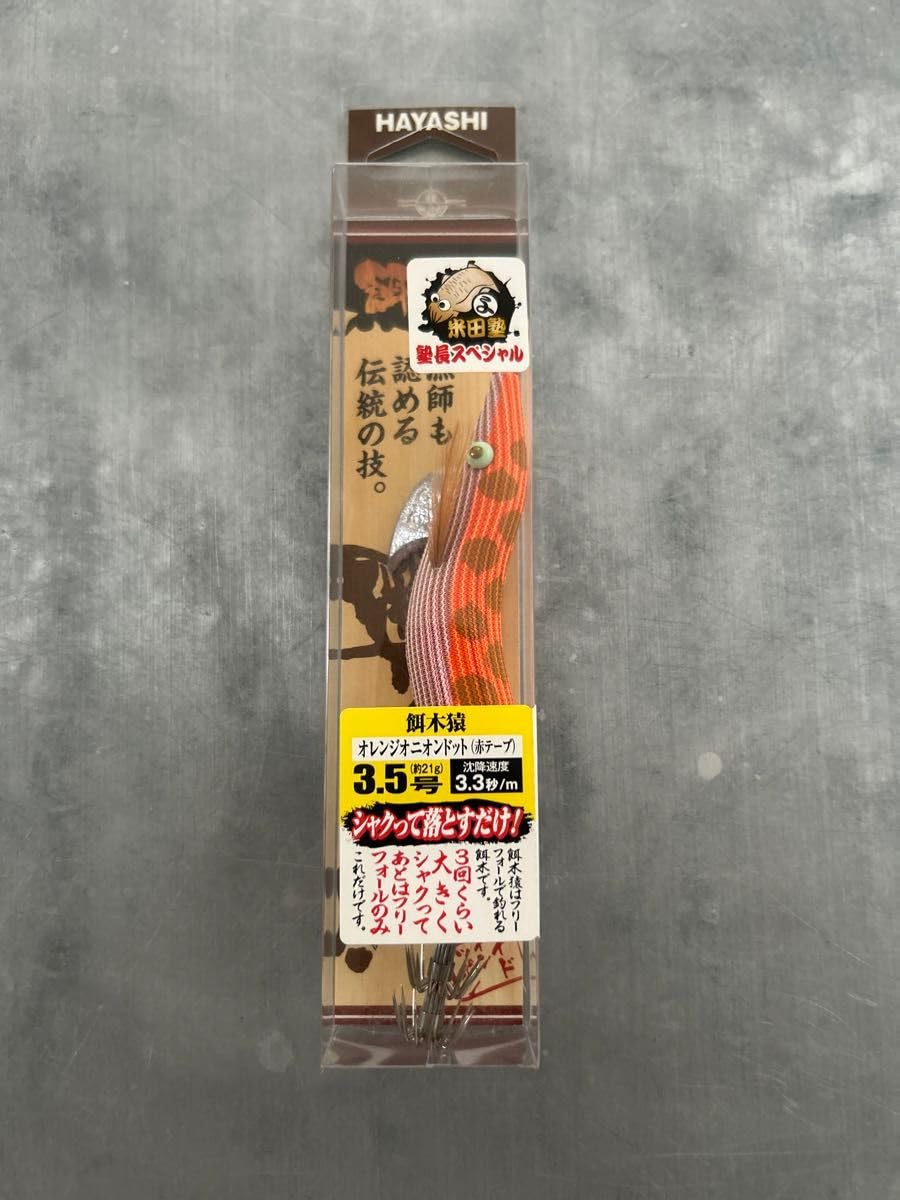 HAYASHI
よ
米田塾
塾長スペシャル
漁師も
認める
伝統の技。
餌木猿
オレンジオニオンドット(赤テープ)
3.5号(約21g)
沈降速度
3.3秒/m
シャクって落とすだけ!
餌木猿はフリー
フォールで釣れる
餌木です。
3回くらい
大きく
シャクって
あとはフリー
フォールのみ
これだけです。